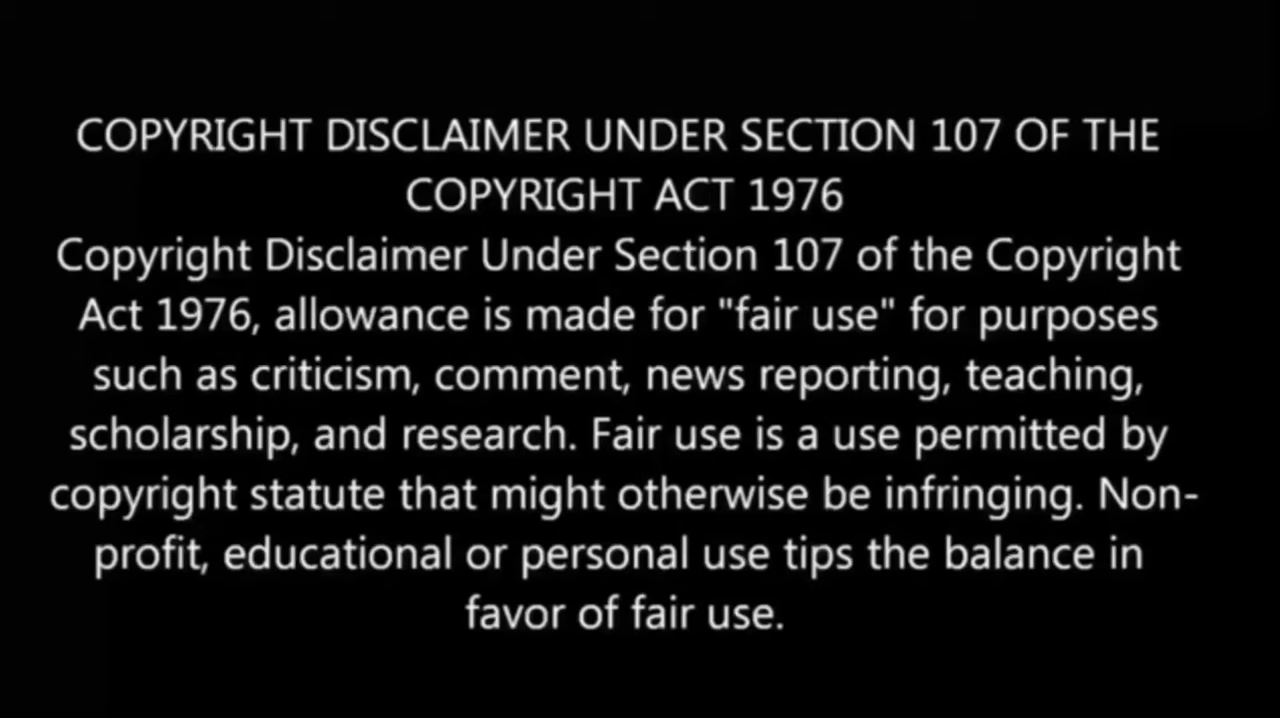 COPYRIGHT DISCLAIMER UNDER SECTION 107 OF THE
COPYRIGHT ACT 1976
Copyright Disclaimer Under Section 107 of the Copyright
Act 1976, allowance is made for "fair use" for purposes
such as criticism, comment, news reporting, teaching,
scholarship, and research. Fair use is a use permitted by
copyright statute that might otherwise be infringing. Non-
profit, educational or personal use tips the balance in
favor of fair use.